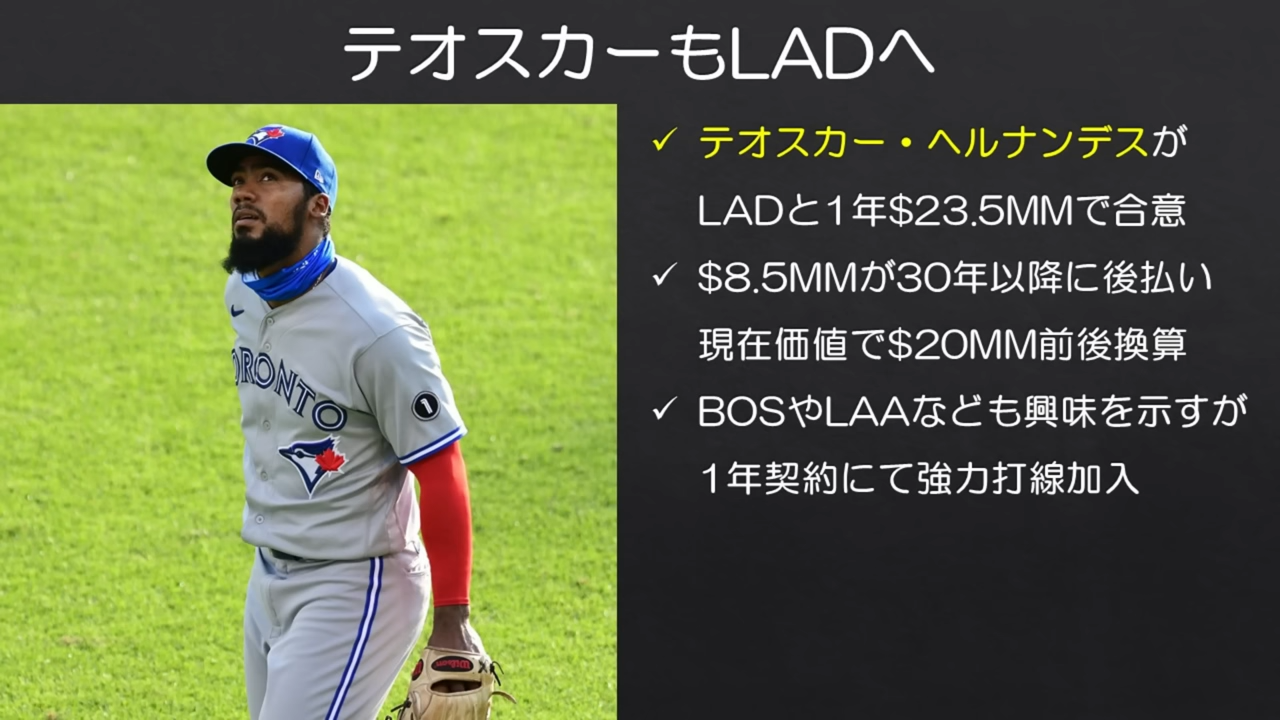 テオスカーもLADへ
✓ テオスカー・ヘルナンデスが
LADと1年$23.5MMで合意
✓ $8.5MMが30年以降に後払い
現在価値で$20MM前後換算
✓ BOSやLAAなども興味を示すが
1年契約にて強力打線加入
ORONTO
1
Wilson